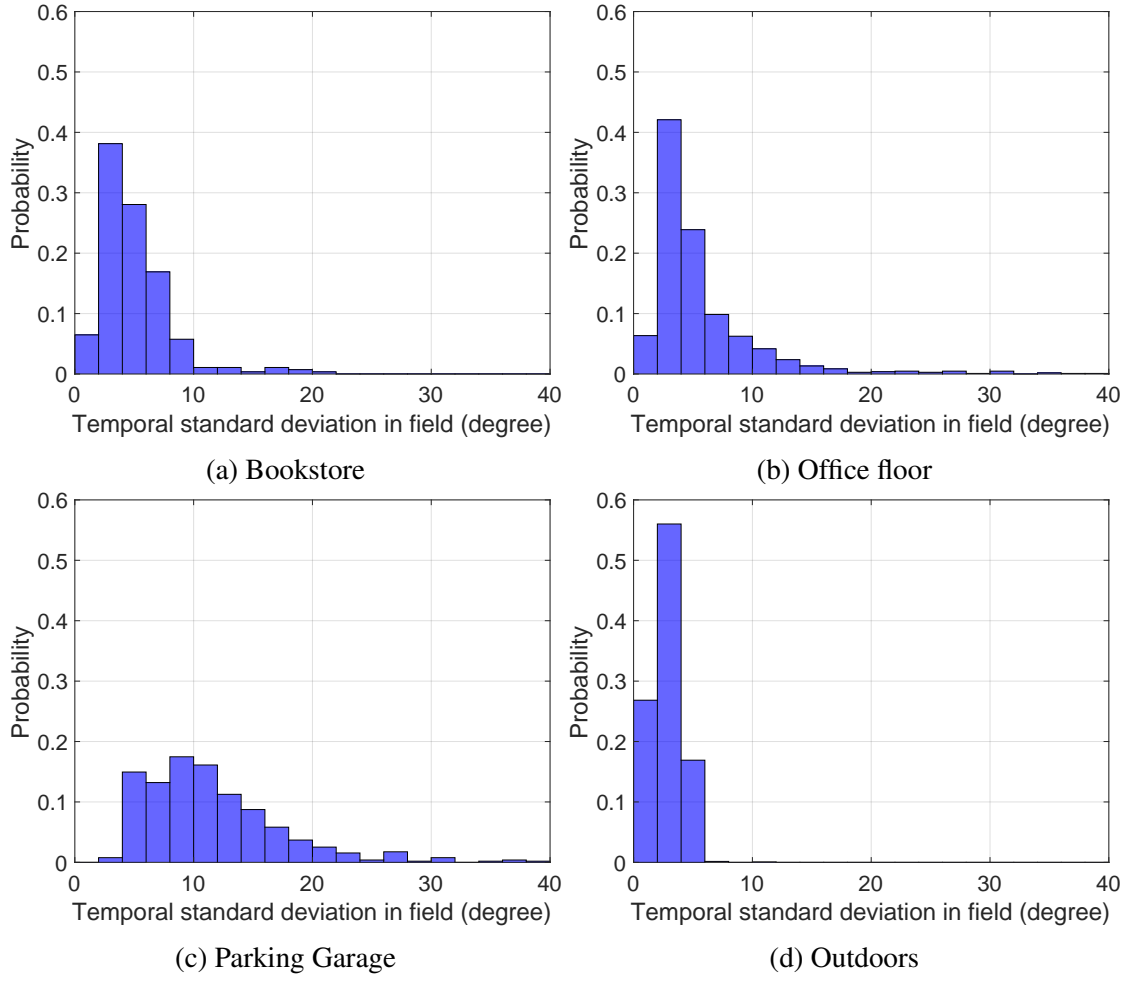 0.6
0.5
0.4
0.3
0.2
0.1
0
Probability
0 10 20 30 40
Temporal standard deviation in field (degree)
(a) Bookstore
0.6
0.5
0.4
0.3
0.2
0.1
0
Probability
0 10 20 30 40
Temporal standard deviation in field (degree)
(b) Office floor
0.6
0.5
0.4
0.3
0.2
0.1
0
Probability
0 10 20 30 40
Temporal standard deviation in field (degree)
(c) Parking Garage
0.6
0.5
0.4
0.3
0.2
0.1
0
Probability
0 10 20 30 40
Temporal standard deviation in field (degree)
(d) Outdoors